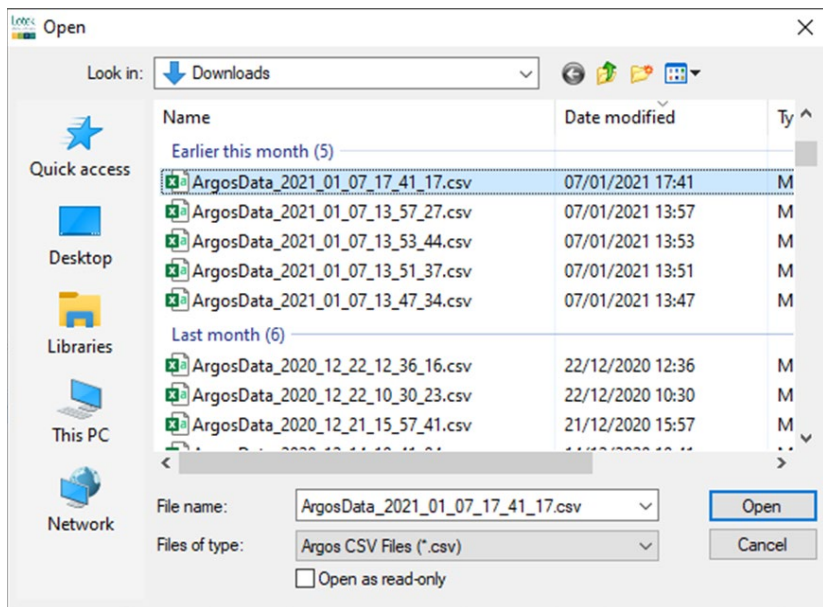 Lotek
Open
Look in:
Downloads
Name Date modified Ty
Quick access
Desktop
Libraries
This PC
Network
Earlier this month (5)
ArgosData_2021_01_07_17_41_17.csv 07/01/2021 17:41 M
ArgosData_2021_01_07_13_57_27.csv 07/01/2021 13:57 M
ArgosData_2021_01_07_13_53_44.csv 07/01/2021 13:53 M
ArgosData_2021_01_07_13_51_37.csv 07/01/2021 13:51 M
ArgosData_2021_01_07_13_47_34.csv 07/01/2021 13:47 M
Last month (6)
ArgosData_2020_12_22_12_36_16.csv 22/12/2020 12:36 M
ArgosData_2020_12_22_10_30_23.csv 22/12/2020 10:30 M
ArgosData_2020_12_21_15_57_41.csv 21/12/2020 15:57 M
File name: ArgosData_2021_01_07_17_41_17.csv Open
Files of type: Argos CSV Files (*.csv) Cancel
Open as read-only